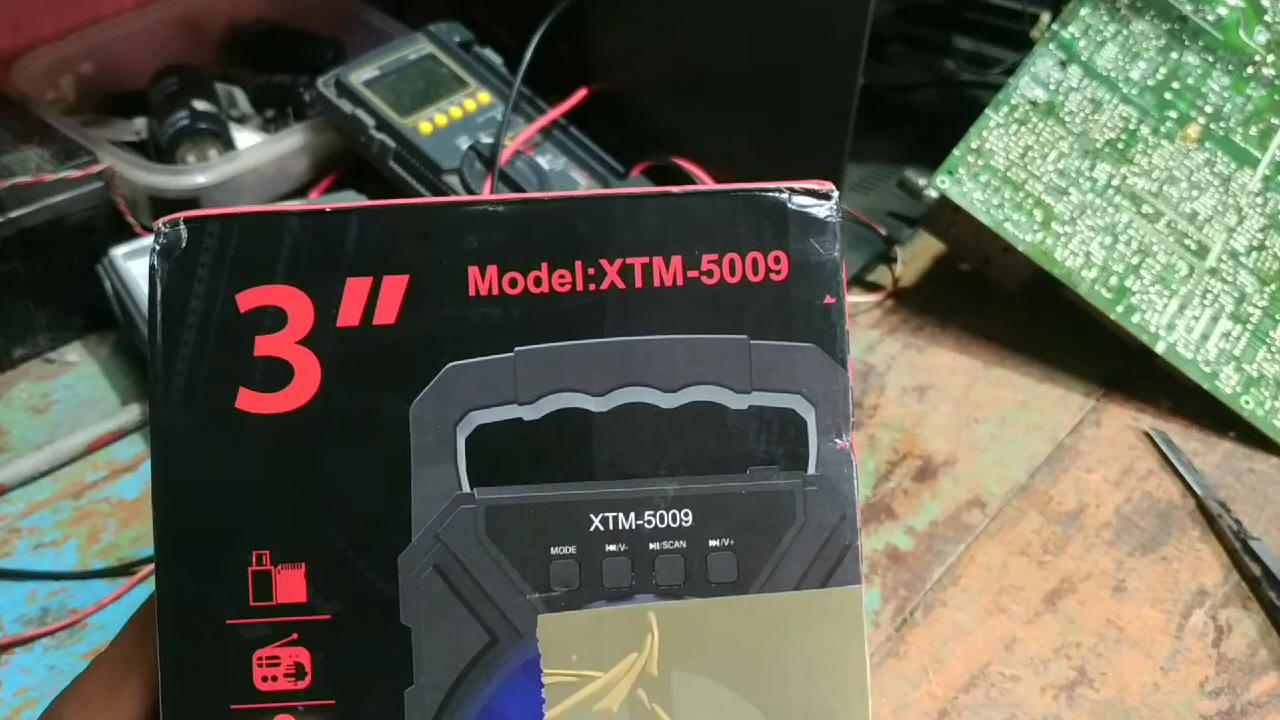 3"
Model:XTM-5009
XTM-5009
MODE
⏮/V-
⏯/SCAN
⏭/V+